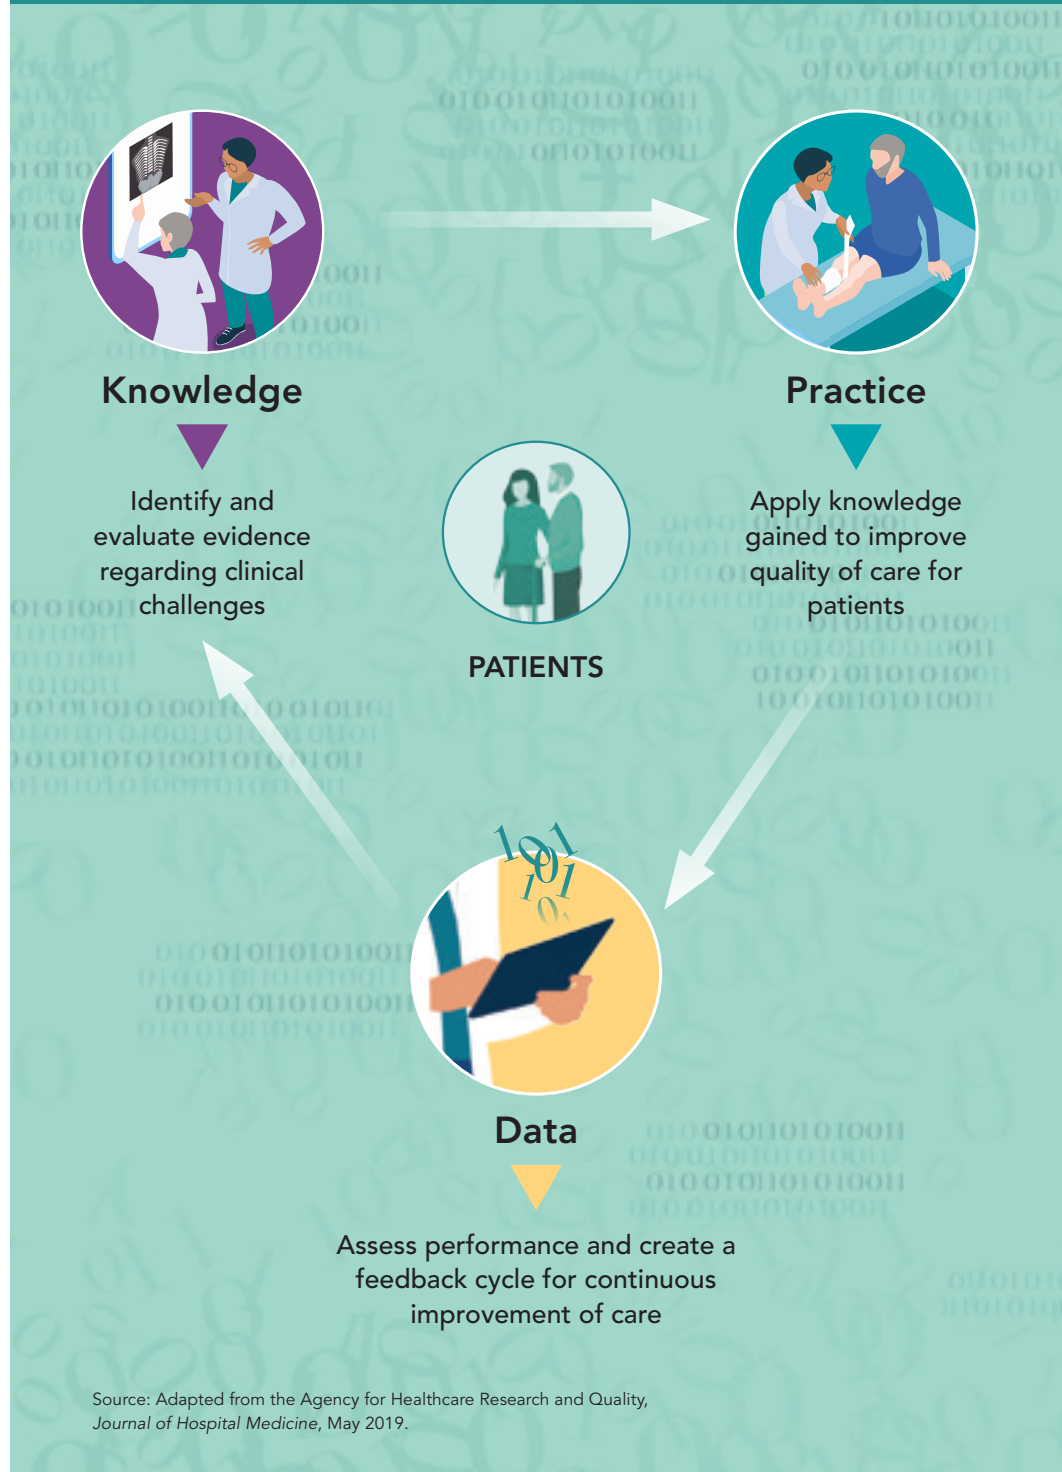 Knowledge
Identify and
evaluate evidence
regarding clinical
challenges
Practice
Apply knowledge
gained to improve
quality of care for
patients
PATIENTS
Data
Assess performance and create a
feedback cycle for continuous
improvement of care
Source: Adapted from the Agency for Healthcare Research and Quality,
Journal of Hospital Medicine, May 2019.